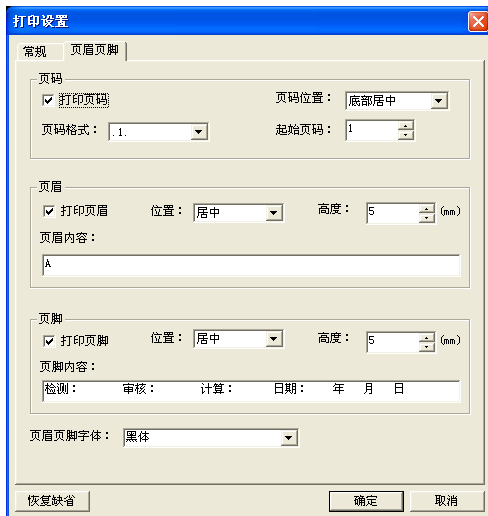 打印设置
常规 页眉页脚
页码
打印页码 页码位置： 底部居中
页码格式： .1. 起始页码： 1
页眉
打印页眉 位置： 居中 高度： 5 (mm)
页眉内容：
A
页脚
打印页脚 位置： 居中 高度： 5 (mm)
页脚内容：
检测： 审核： 计算： 日期： 年 月 日
页眉页脚字体： 黑体
恢复缺省 确定 取消